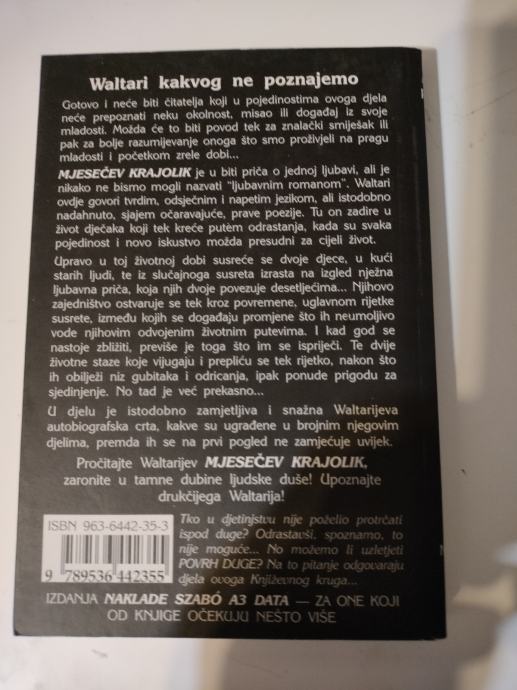 Waltari kakvog ne poznajemo
Gotovo i neće biti čitatelja koji u pojedinostima ovoga djela
neće prepoznati neku okolnost, misao ili događaj iz svoje
mladosti. Možda će to biti povod tek za znalački smiješak ili
pak za bolje razumijevanje onoga što smo proživjeli na pragu
mladosti i početkom zrele dobi...
MJESEČEV KRAJOLIK je u biti priča o jednoj ljubavi, ali je
nikako ne bismo mogli nazvati "ljubavnim romanom". Waltari
ovdje govori tvrdim, odsječnim i napetim jezikom, ali istodobno
nadahnuto, sjajem očaravajuće, prave poezije. Tu on zadire u
život dječaka koji tek kreće putem odrastanja, kada su svaka
pojedinost i novo iskustvo možda presudni za cijeli život.
Upravo u toj životnoj dobi susreće se dvoje djece, u kući
starih ljudi, te iz slučajnoga susreta izrasta na izgled nježna
ljubavna priča, koja njih dvoje povezuje desetljećima... Njihovo
zajedništvo ostvaruje se tek kroz povremene, uglavnom rijetke
susrete, između kojih se događaju promjene što ih neumoljivo
vode njihovim odvojenim životnim putevima. I kad god se
nastoje zbližiti, previše je toga što im se ispriječi. Te dvije
životne staze koje vijugaju i prepliću se tek rijetko, nakon što
ih obilježi niz gubitaka i odricanja, ipak ponude prigodu za
sjedinjenje. No tad je već prekasno...
U djelu je istodobno zamjetljiva i snažna Waltarijeva
autobiografska crta, kakve su ugrađene u brojnim njegovim
djelima, premda ih se na prvi pogled ne zamjećuje uvijek.
Pročitajte Waltarijev MJESEČEV KRAJOLIK,
zaronite u tamne dubine ljudske duše! Upoznajte
drukčijega Waltarija!
ISBN 963-6442-35-3
9 789536 442355
Tko u djetinjstvu nije poželio protrčati
ispod duge? Odrastavši, spoznamo, to
nije moguće... No možemo li uzletjeti
POVRH DUGE? Na to pitanje odgovaraju
djela ovoga Književnog kruga...
IZDANJA NAKLADE SZABÓ A3 DATA — ZA ONE KOJI
OD KNJIGE OČEKUJU NEŠTO VIŠE